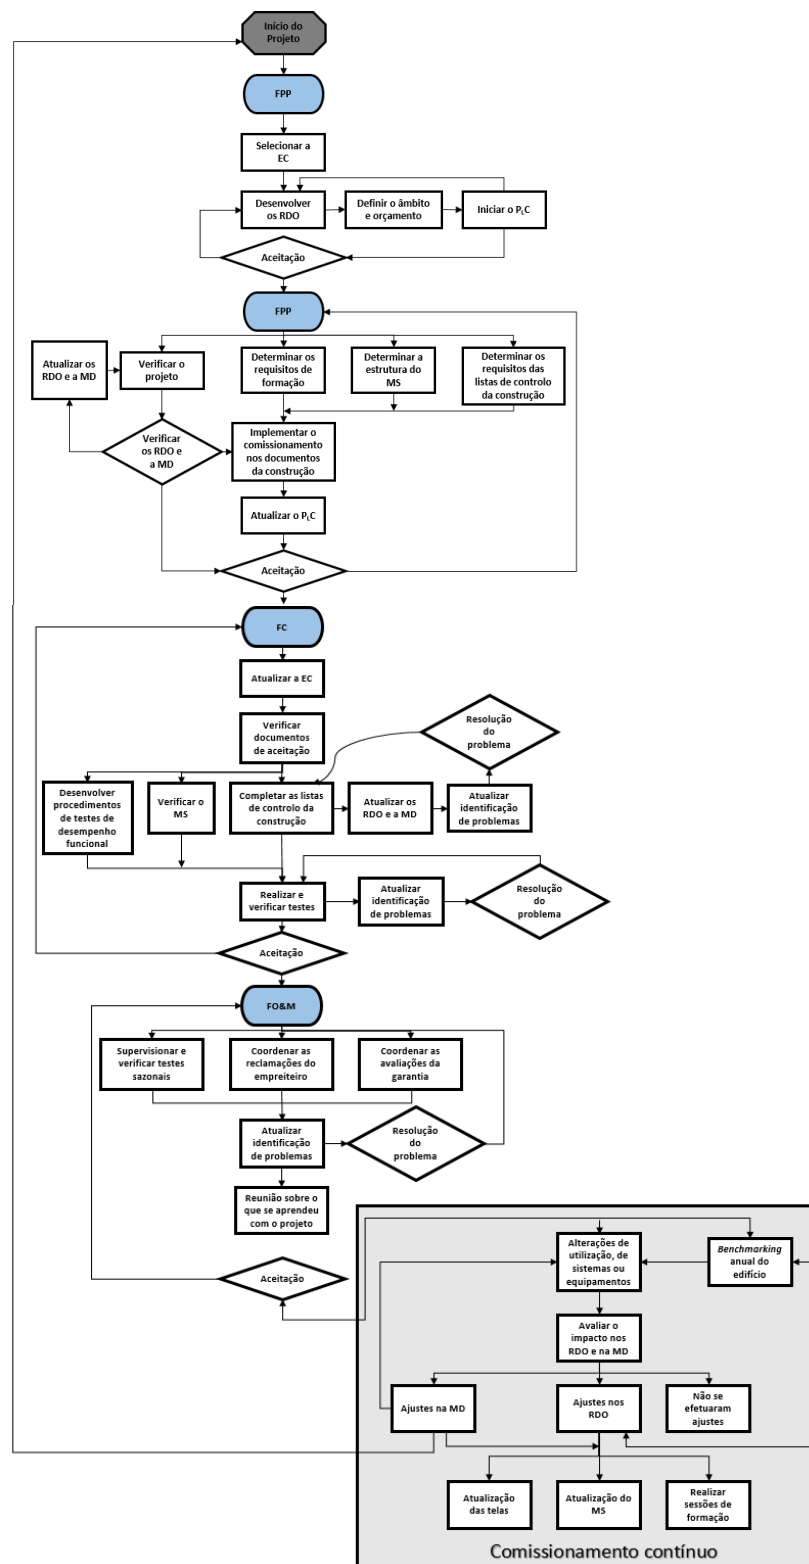 Início do
Projeto
FPP
Selecionar a
EC
Desenvolver
os RDO
Definir o âmbito
e orçamento
Iniciar o PLC
Aceitação
FPP
Atualizar os
RDO e a MD
Verificar o
projeto
Determinar os
requisitos de
formação
Determinar a
estrutura do
MS
Determinar os
requisitos das
listas de controlo
da construção
Verificar
os RDO e
a MD
Implementar o
comissionamento
nos documentos
da construção
Atualizar o PLC
Aceitação
FC
Atualizar a EC
Verificar
documentos
de aceitação
Resolução
do
problema
Desenvolver
procedimentos
de testes de
desempenho
funcional
Verificar o
MS
Completar as listas
de controlo da
construção
Atualizar os
RDO e a MD
Atualizar
identificação
de problemas
Realizar e
verificar testes
Atualizar
identificação
de problemas
Resolução
do
problema
Aceitação
FO&M
Supervisionar e
verificar testes
sazonais
Coordenar as
reclamações do
empreiteiro
Coordenar as
avaliações da
garantia
Atualizar
identificação
de problemas
Resolução
do
problema
Reunião sobre o
que se aprendeu
com o projeto
Aceitação
Alterações de
utilização, de
sistemas ou
equipamentos
Benchmarking
anual do
edifício
Avaliar o
impacto nos
RDO e na MD
Ajustes na MD
Ajustes nos
RDO
Não se
efetuaram
ajustes
Atualização
das telas
Atualização do
MS
Realizar
sessões de
formação
Comissionamento contínuo